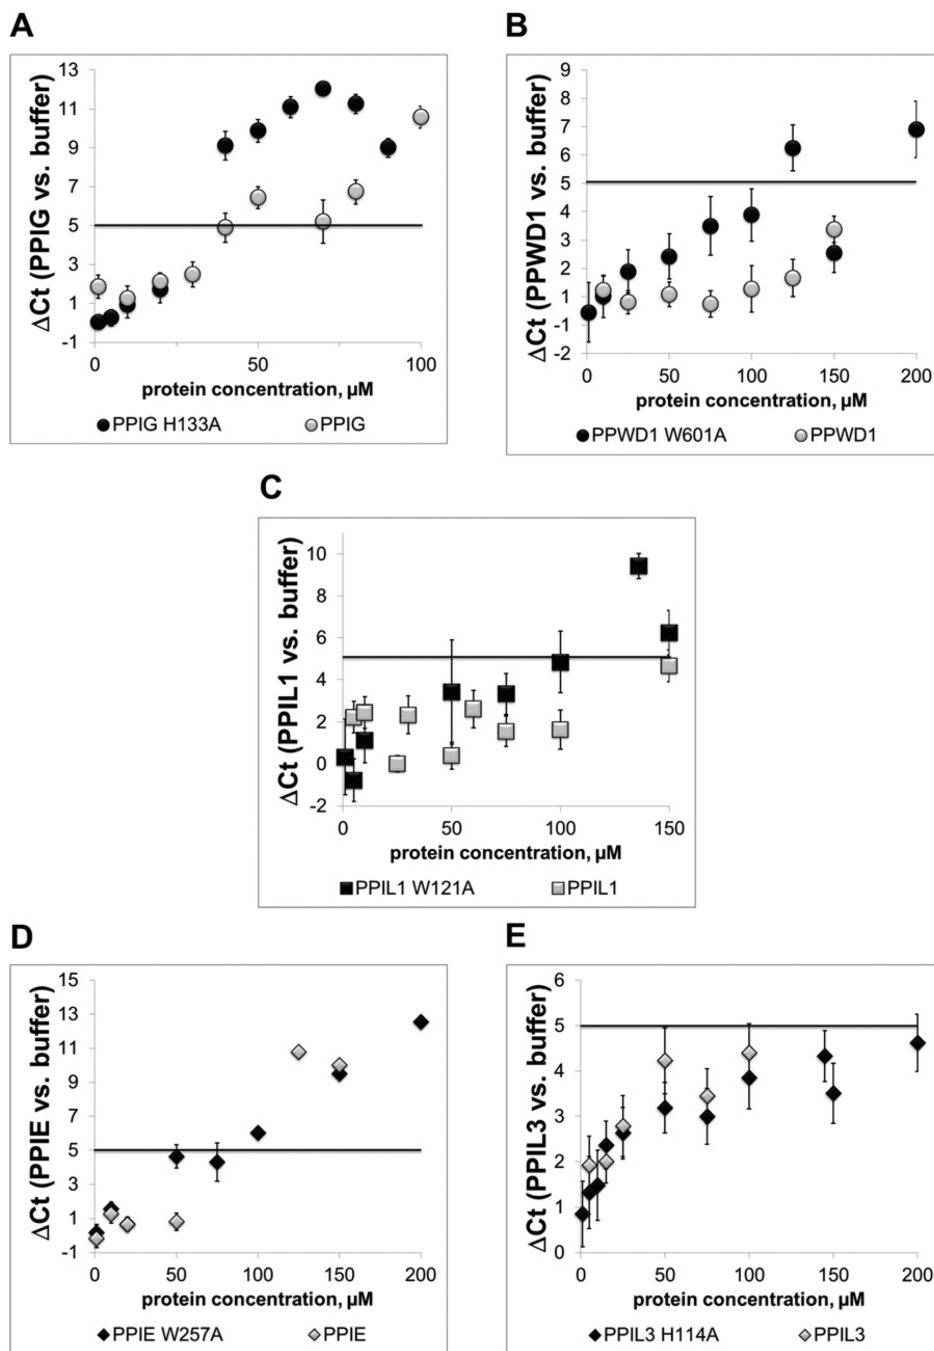 A
ΔCt (PPIG vs. buffer)
13
11
9
7
5
3
1
-1
0
50
100
protein concentration, µM
PPIG H133A
PPIG
B
ΔCt (PPWD1 vs. buffer)
9
8
7
6
5
4
3
2
1
-1
-2
0
50
100
150
200
protein concentration, µM
PPWD1 W601A
PPWD1
C
ΔCt (PPIL1 vs. buffer)
10
8
6
4
2
0
-2
0
50
100
150
protein concentration, µM
PPIL1 W121A
PPIL1
D
ΔCt (PPIE vs. buffer)
15
13
11
9
7
5
3
1
-1
0
50
100
150
200
protein concentration, µM
PPIE W257A
PPIE
E
ΔCt (PPIL3 vs. buffer)
6
5
4
3
2
1
0
0
50
100
150
200
protein concentration, µM
PPIL3 H114A
PPIL3